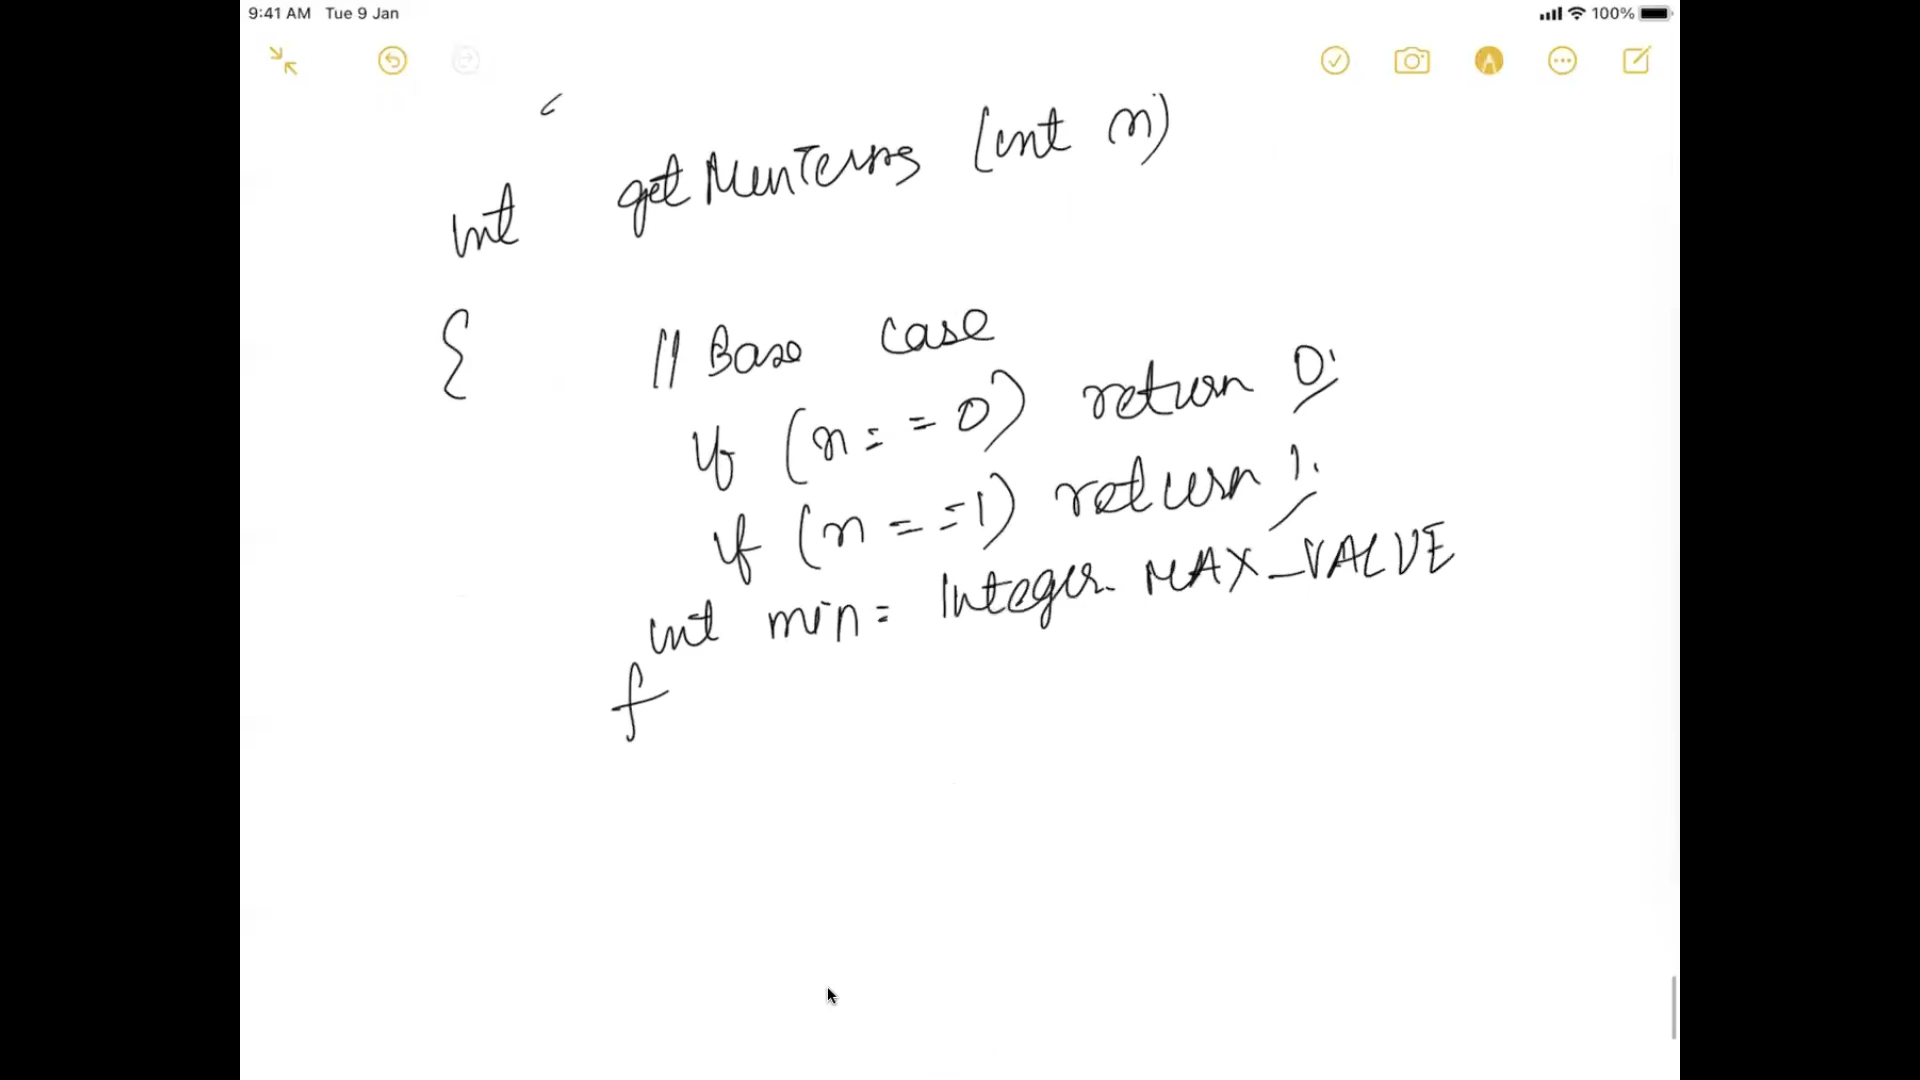 9:41 AM Tue 9 Jan
100%
int getMinTerms (int n)
{ // Base case
if (n == 0) return 0;
if (n == 1) return 1;
int min = Integer.MAX_VALUE
f